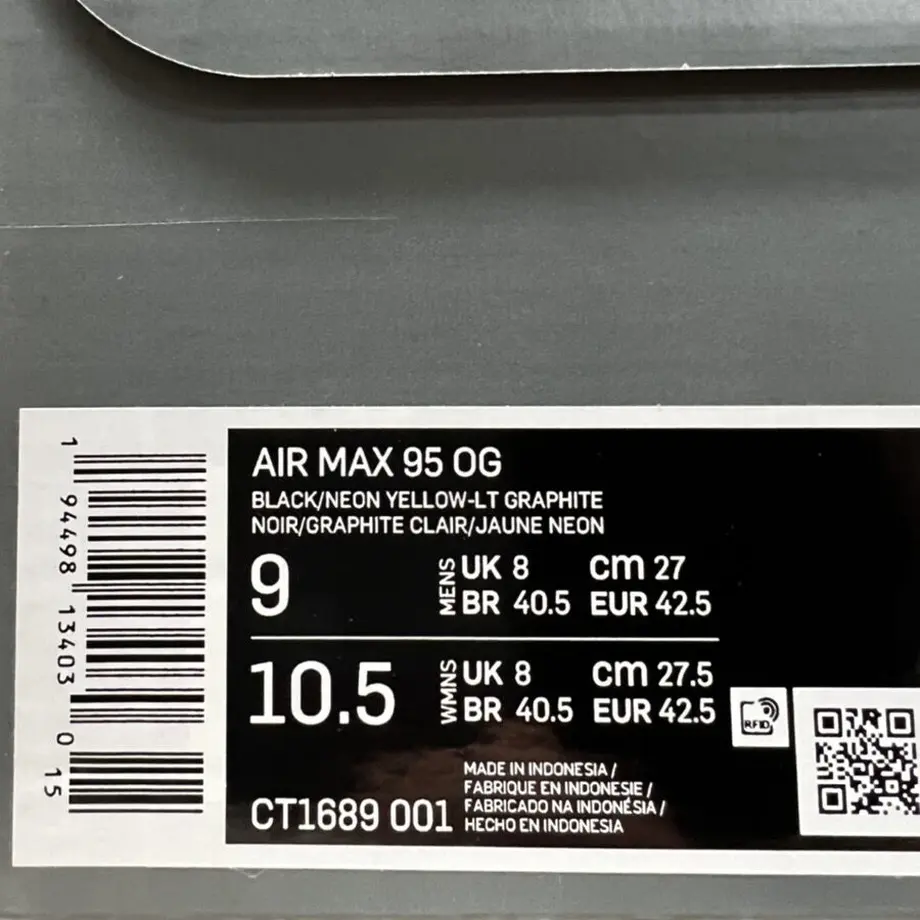 1 94498 13403 0 15
AIR MAX 95 OG
BLACK/NEON YELLOW-LT GRAPHITE
NOIR/GRAPHITE CLAIR/JAUNE NEON
9 MENS UK 8 cm 27
BR 40.5 EUR 42.5
10.5 WMNS UK 8 cm 27.5
BR 40.5 EUR 42.5
RFID
MADE IN INDONESIA /
FABRIQUE EN INDONESIE /
FABRICADO NA INDONÉSIA /
HECHO EN INDONESIA
CT1689 001